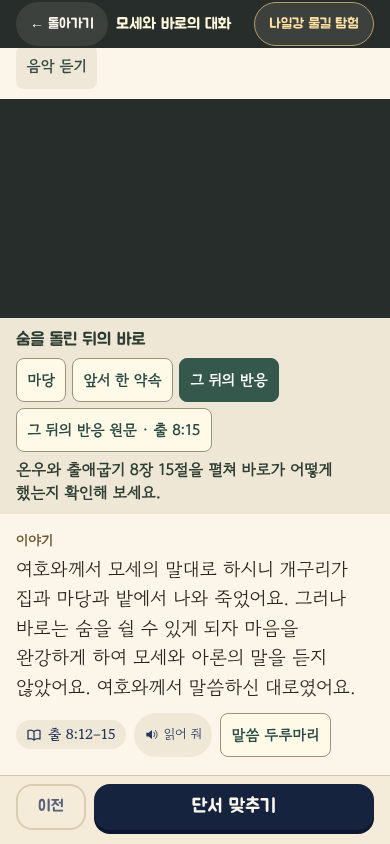 ← 돌아가기 모세와 바로의 대화 나일강 물길 탐험
음악 듣기
숨을 돌린 뒤의 바로
마당 앞서 한 약속 그 뒤의 반응
그 뒤의 반응 원문 · 출 8:15
온우와 출애굽기 8장 15절을 펼쳐 바로가 어떻게
했는지 확인해 보세요.
이야기
여호와께서 모세의 말대로 하시니 개구리가
집과 마당과 밭에서 나와 죽었어요. 그러나
바로는 숨을 쉴 수 있게 되자 마음을
완강하게 하여 모세와 아론의 말을 듣지
않았어요. 여호와께서 말씀하신 대로였어요.
출 8:12–15 읽어 줘 말씀 두루마리
이전 단서 맞추기